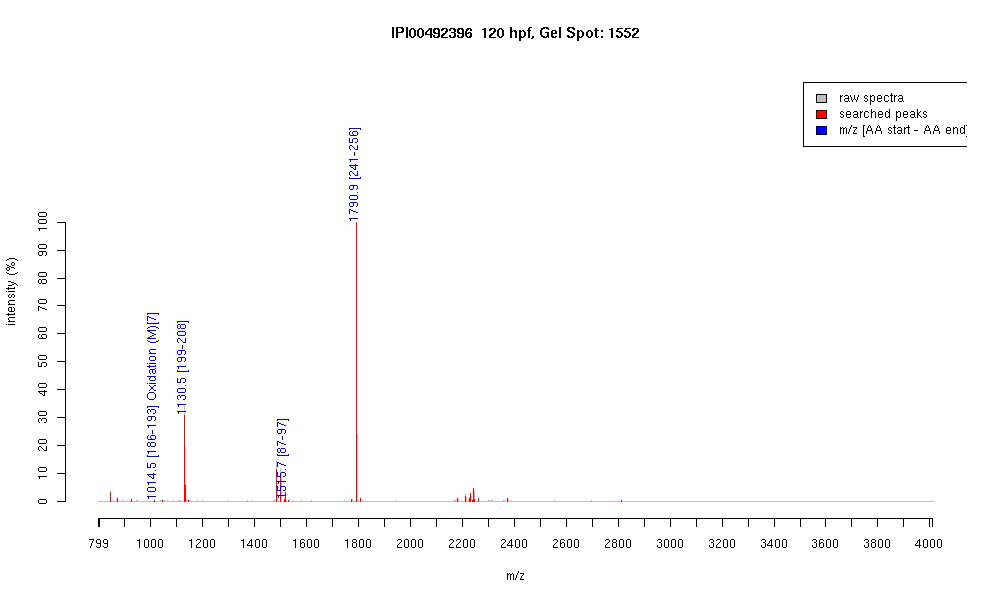 IPI00492396 120 hpf, Gel Spot: 1552
raw spectra
searched peaks
m/z [AA start - AA end]
1790.9 [241-256]
1014.5 [186-193] Oxidation (M)[7]
1130.5 [199-208]
[87-97]
intensity (%)
100
90
80
70
60
50
40
30
20
10
0
799 1000 1200 1400 1600 1800 2000 2200 2400 2600 2800 3000 3200 3400 3600 3800 4000
m/z